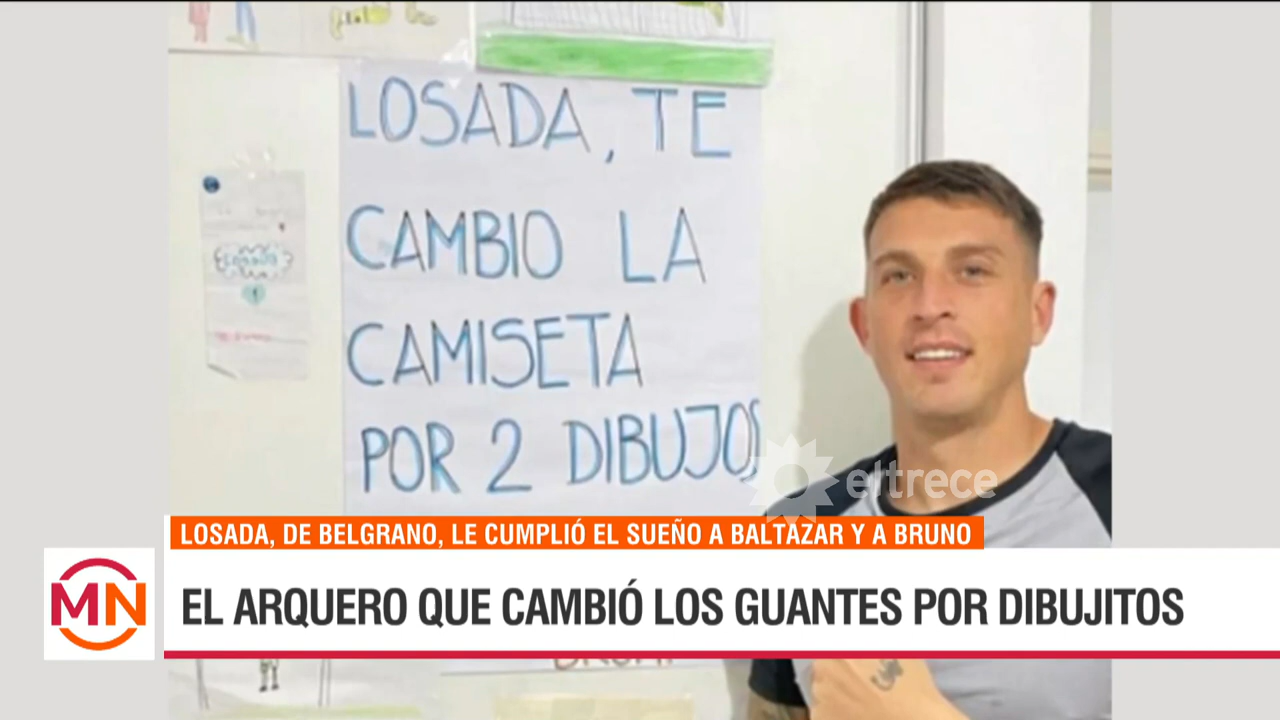 LOSADA, TE
CAMBIO LA
CAMISETA
POR 2 DIBUJOS
eltrece
LOSADA, DE BELGRANO, LE CUMPLIÓ EL SUEÑO A BALTAZAR Y A BRUNO
MN
EL ARQUERO QUE CAMBIÓ LOS GUANTES POR DIBUJITOS